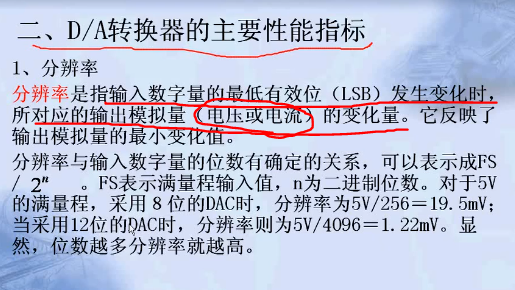 二、D/A转换器的主要性能指标
1、分辨率
分辨率是指输入数字量的最低有效位（LSB）发生变化时，
所对应的输出模拟量（电压或电流）的变化量。它反映了
输出模拟量的最小变化值。
分辨率与输入数字量的位数有确定的关系，可以表示成FS
/ 2ⁿ 。FS表示满量程输入值，n为二进制位数。对于5V
的满量程，采用８位的DAC时，分辨率为5V/256＝19.5mV；
当采用12位的DAC时，分辨率则为5V/4096＝1.22mV。显
然，位数越多分辨率就越高。